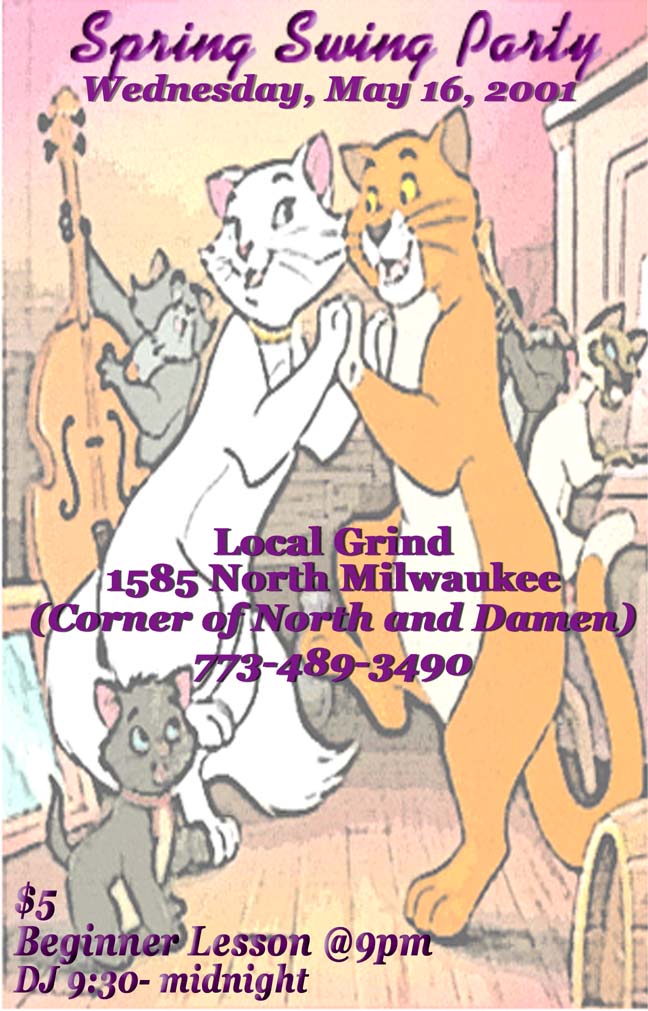 Spring Swing Party
Wednesday, May 16, 2001
Local Grind
1585 North Milwaukee
(Corner of North and Damen)
773-489-3490
$5
Beginner Lesson @9pm
DJ 9:30- midnight